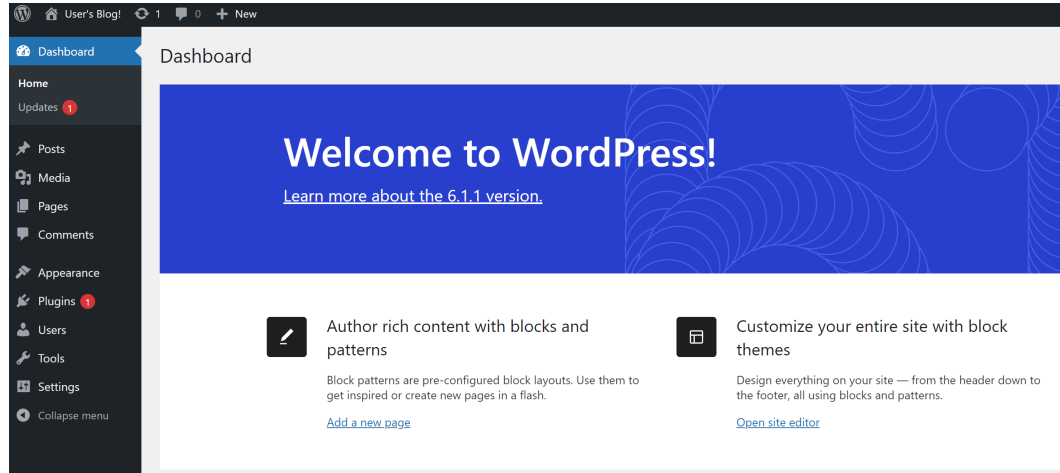 User's Blog! 1 0 + New
Dashboard
Home
Updates 1
Posts
Media
Pages
Comments
Appearance
Plugins 1
Users
Tools
Settings
Collapse menu
Dashboard
Welcome to WordPress!
Learn more about the 6.1.1 version.
Author rich content with blocks and
patterns
Block patterns are pre-configured block layouts. Use them to
get inspired or create new pages in a flash.
Add a new page
Customize your entire site with block
themes
Design everything on your site — from the header down to
the footer, all using blocks and patterns.
Open site editor